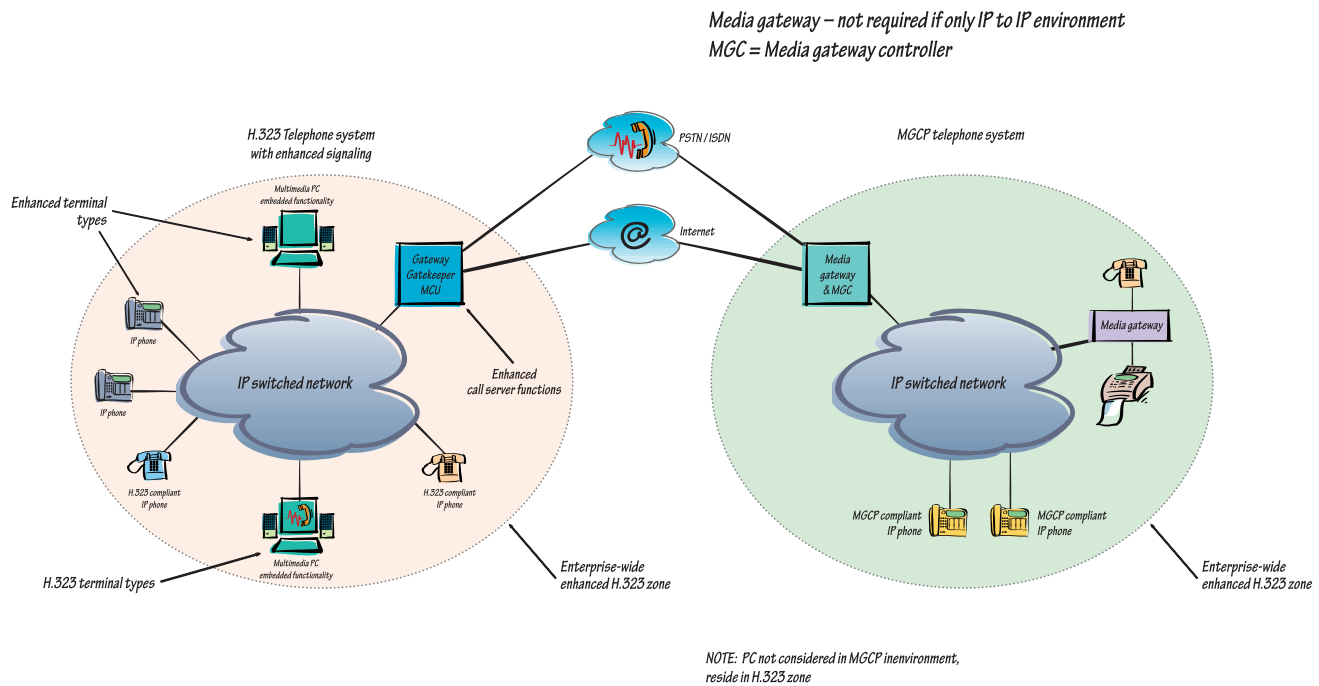 Media gateway – not required if only IP to IP environment
MGC = Media gateway controller
H.323 Telephone system
with enhanced signaling
PSTN / ISDN
MGCP telephone system
Multimedia PC
embedded functionality
Enhanced terminal
types
Internet
Gateway
Gatekeeper
MCU
Media
gateway
& MGC
IP phone
Media gateway
Enhanced
call server functions
IP switched network
IP switched network
IP phone
H.323 compliant
IP phone
H.323 compliant
IP phone
MGCP compliant
IP phone
MGCP compliant
IP phone
Multimedia PC
embedded functionality
H.323 terminal types
Enterprise-wide
enhanced H.323 zone
Enterprise-wide
enhanced H.323 zone
NOTE: PC not considered in MGCP inenvironment,
reside in H.323 zone
@